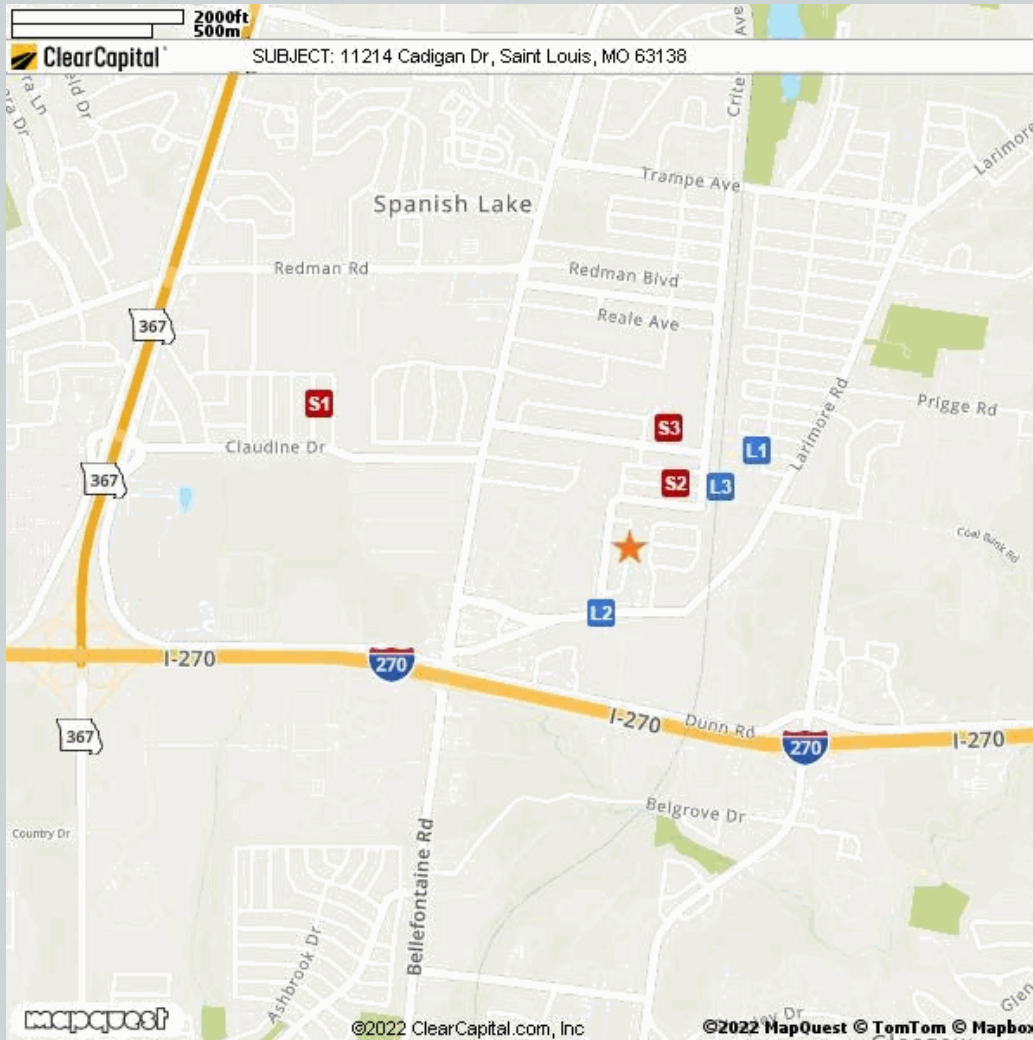 2000ft
500m
ClearCapital
SUBJECT: 11214 Cadigan Dr, Saint Louis, MO 63138
Larimore
Trampe Ave
Spanish Lake
Redman Rd
Redman Blvd
367
Reale Ave
S1
Prigge Rd
S3
Claudine Dr
L1
Larimore Rd
367
S2
L3
Coal Bank Rd
L2
I-270
270
I-270
Dunn Rd
367
270
I-270
Belgrove Dr
Country Dr
Bellefontaine Rd
Ashbrook Dr
mapquest
©2022 ClearCapital.com, Inc
©2022 MapQuest © TomTom © Mapbox